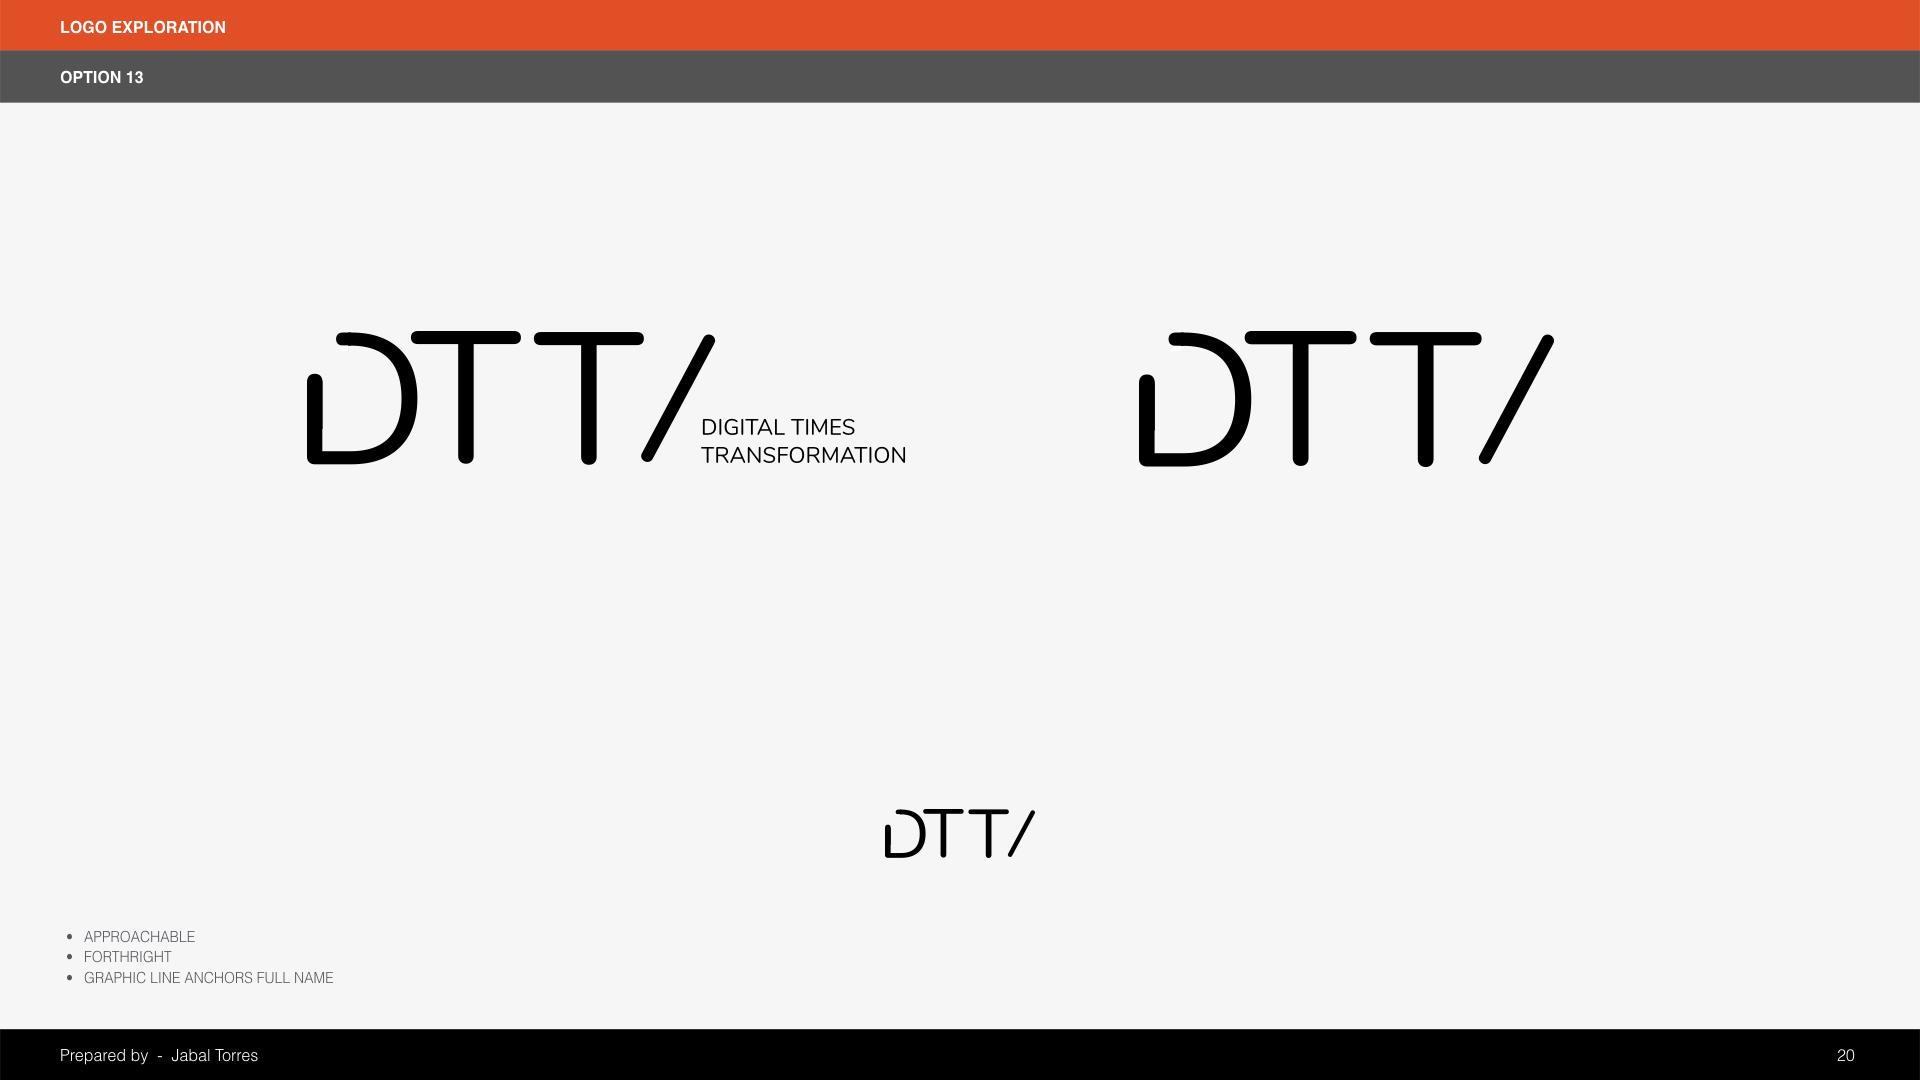 LOGO EXPLORATION
OPTION 13
DTT/
DIGITAL TIMES
TRANSFORMATION
DTT/
DTT/
• APPROACHABLE
• FORTHRIGHT
• GRAPHIC LINE ANCHORS FULL NAME
Prepared by - Jabal Torres
20